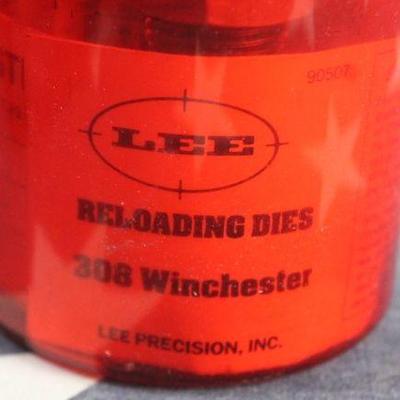 90507
LEE
RELOADING DIES
308 Winchester
LEE PRECISION, INC.